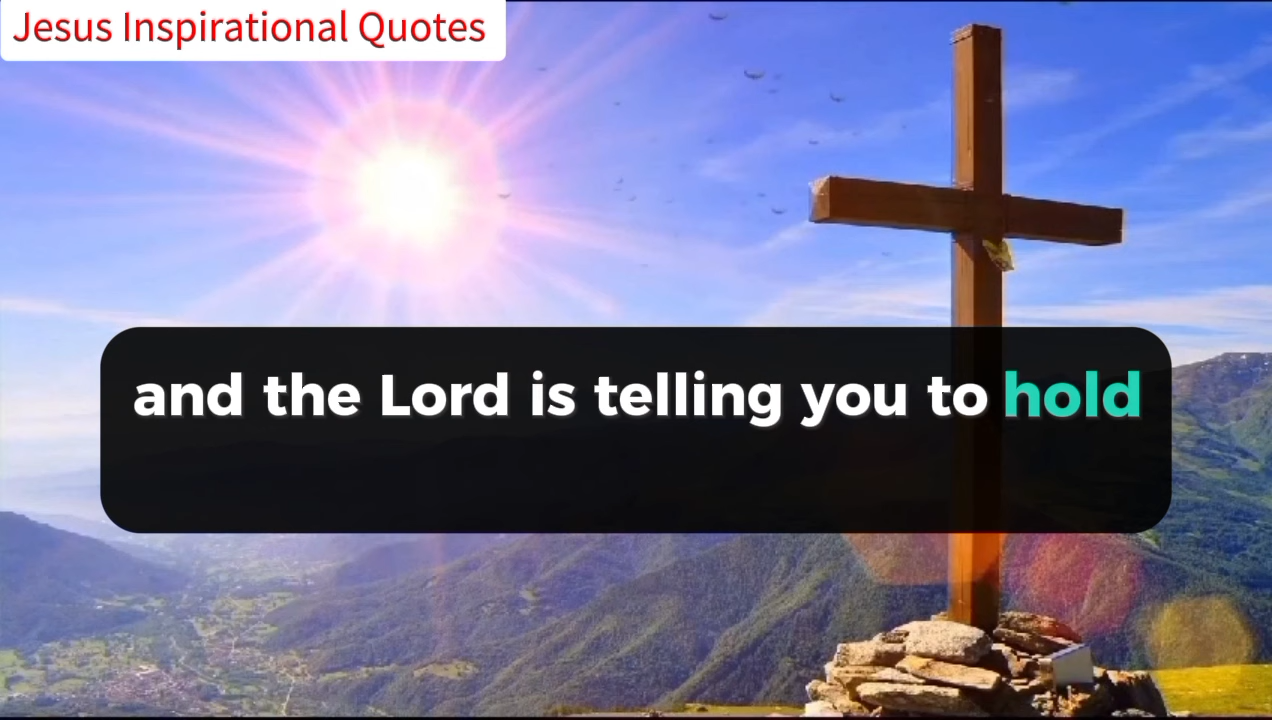 Jesus Inspirational Quotes
and the Lord is telling you to hold